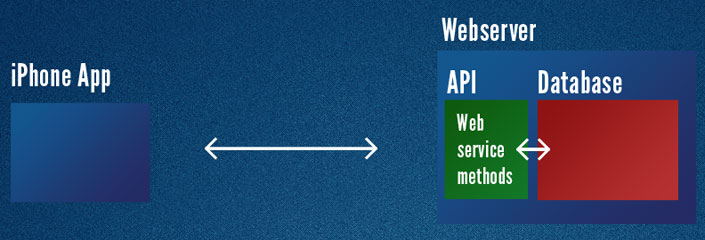 Webserver
iPhone App
API
Database
Web
service
methods